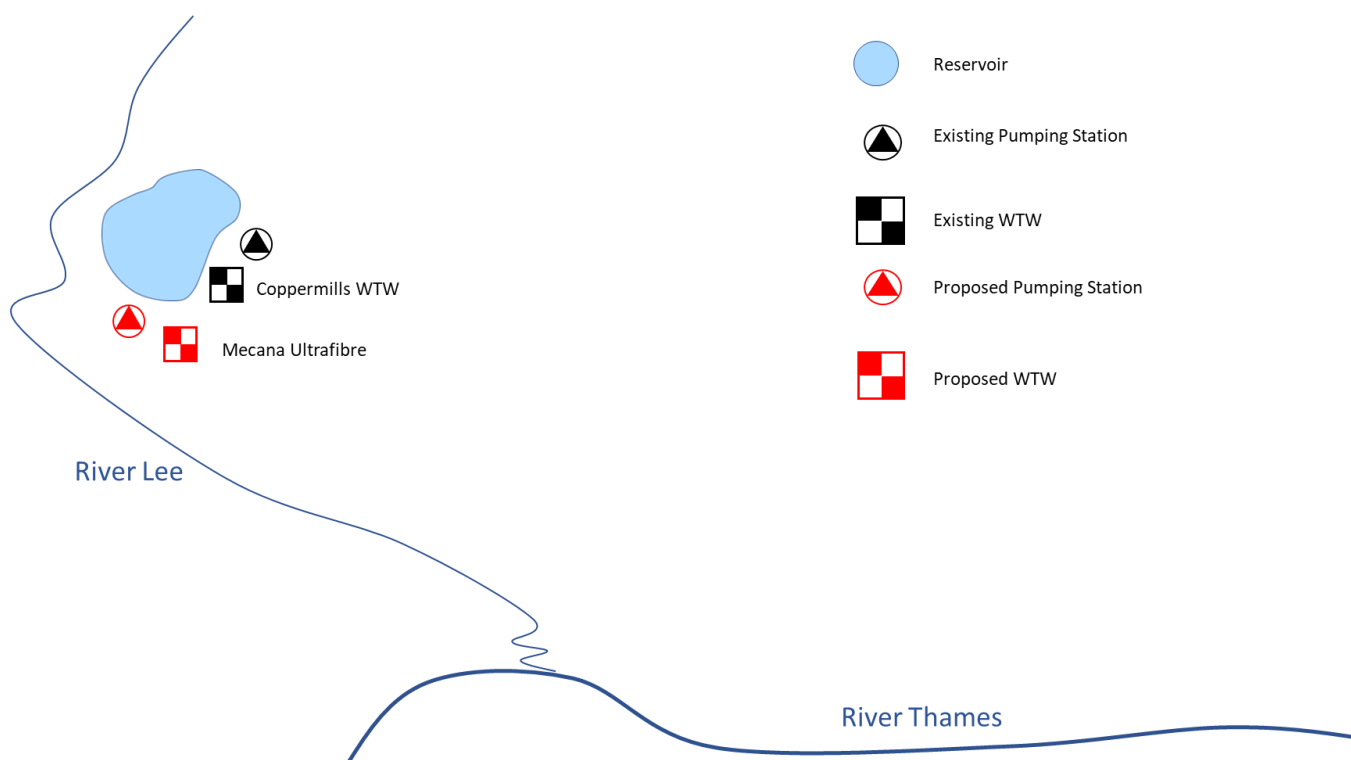 Reservoir
Existing Pumping Station
Existing WTW
Coppermills WTW
Proposed Pumping Station
Mecana Ultrafibre
Proposed WTW
River Lee
River Thames